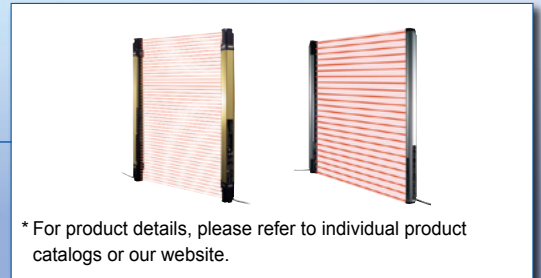 * For product details, please refer to individual product
catalogs or our website.